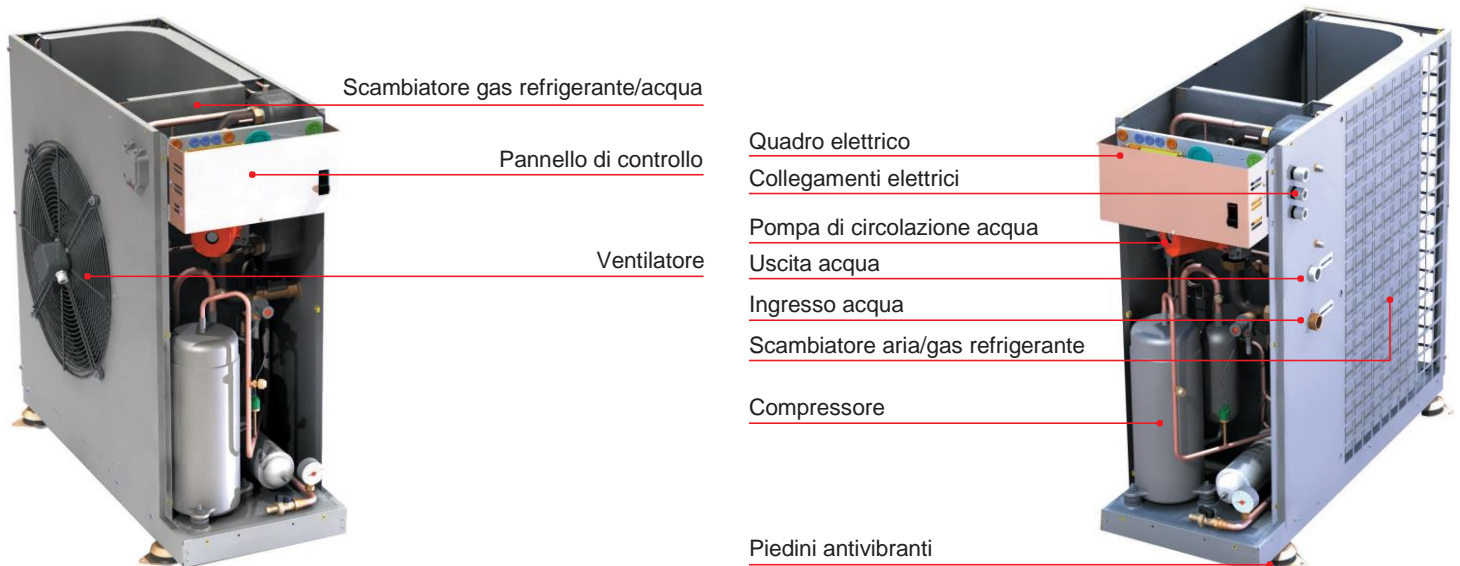 Scambiatore gas refrigerante/acqua
Pannello di controllo
Ventilatore
Quadro elettrico
Collegamenti elettrici
Pompa di circolazione acqua
Uscita acqua
Ingresso acqua
Scambiatore aria/gas refrigerante
Compressore
Piedini antivibranti